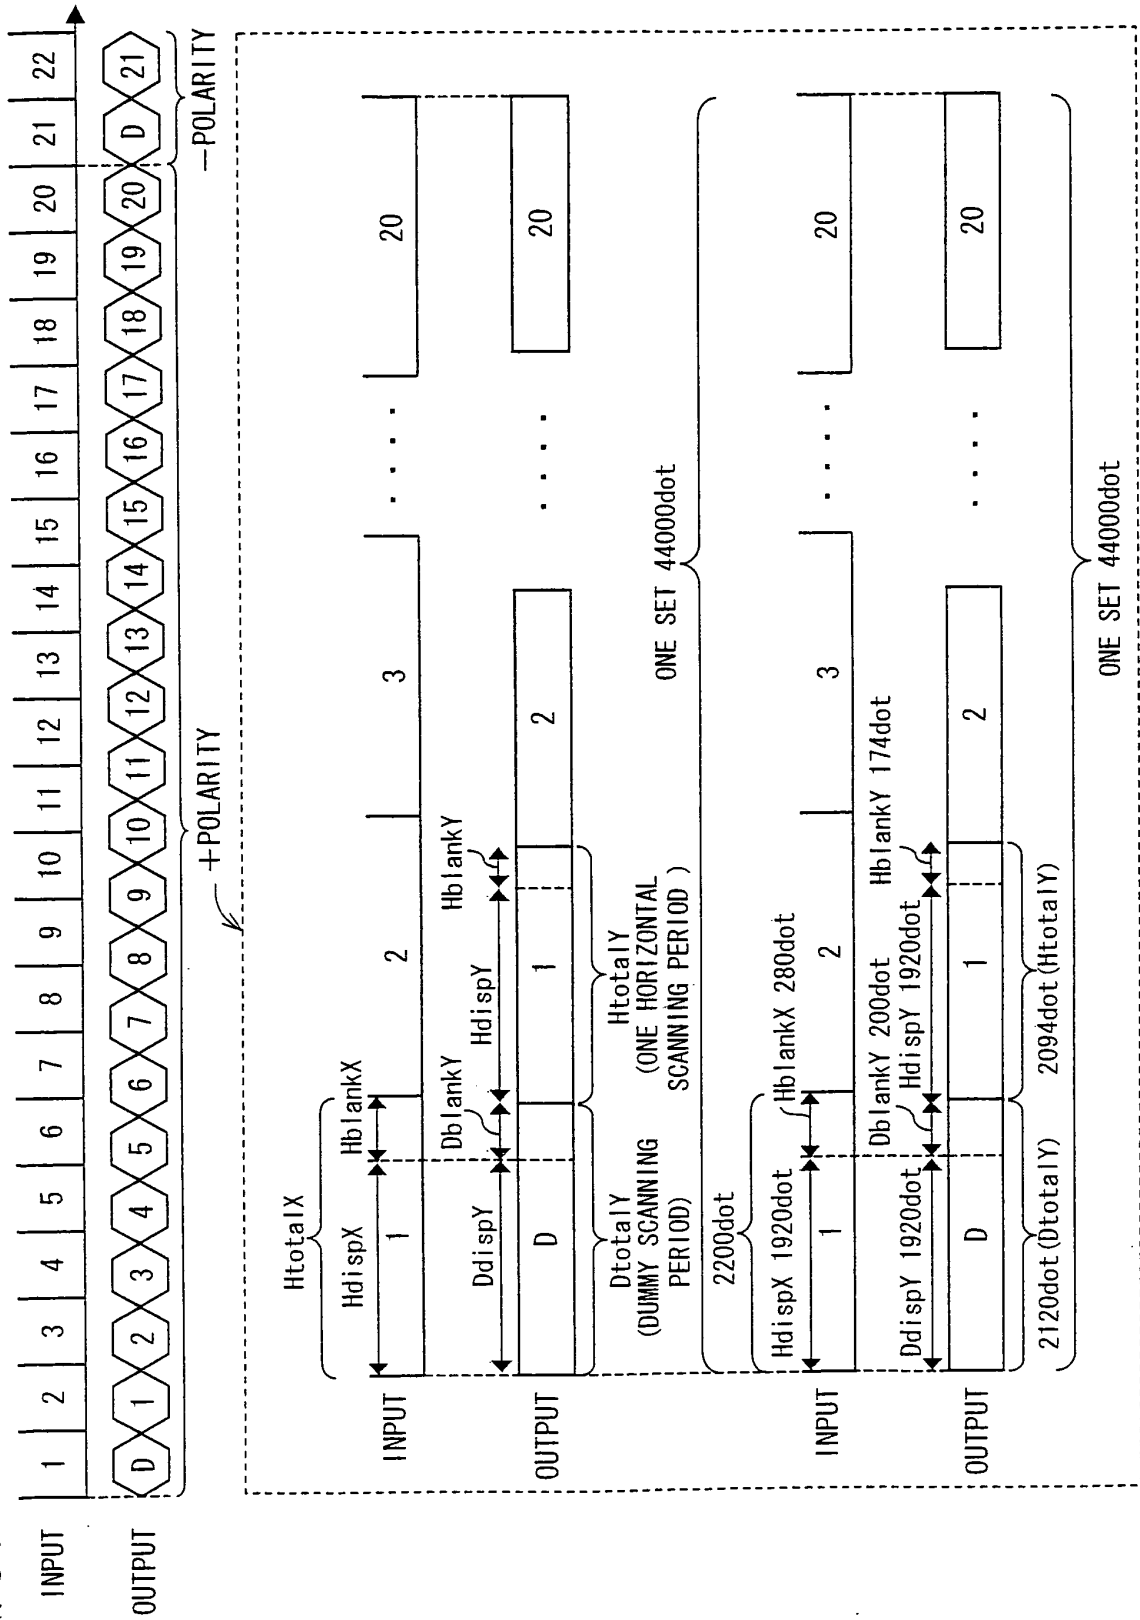 INPUT 1 2 3 4 5 6 7 8 9 10 11 12 13 14 15 16 17 18 19 20 21 22
OUTPUT D 1 2 3 4 5 6 7 8 9 10 11 12 13 14 15 16 17 18 19 20 D 21
+POLARITY
−POLARITY
HtotalX
HdispX
HblankX
INPUT 1 2 3 . . . . 20
DdispY
DblankY
HdispY
HblankY
OUTPUT D 1 2 . . . . 20
DtotalY
(DUMMY SCANNING
PERIOD)
HtotalY
(ONE HORIZONTAL
SCANNING PERIOD )
ONE SET 44000dot
2200dot
HdispX 1920dot
HblankX 280dot
INPUT 1 2 3 . . . . 20
DdispY 1920dot
DblankY 200dot
HdispY 1920dot
HblankY 174dot
OUTPUT D 1 2 . . . . 20
2120dot(DtotalY)
2094dot(HtotalY)
ONE SET 44000dot